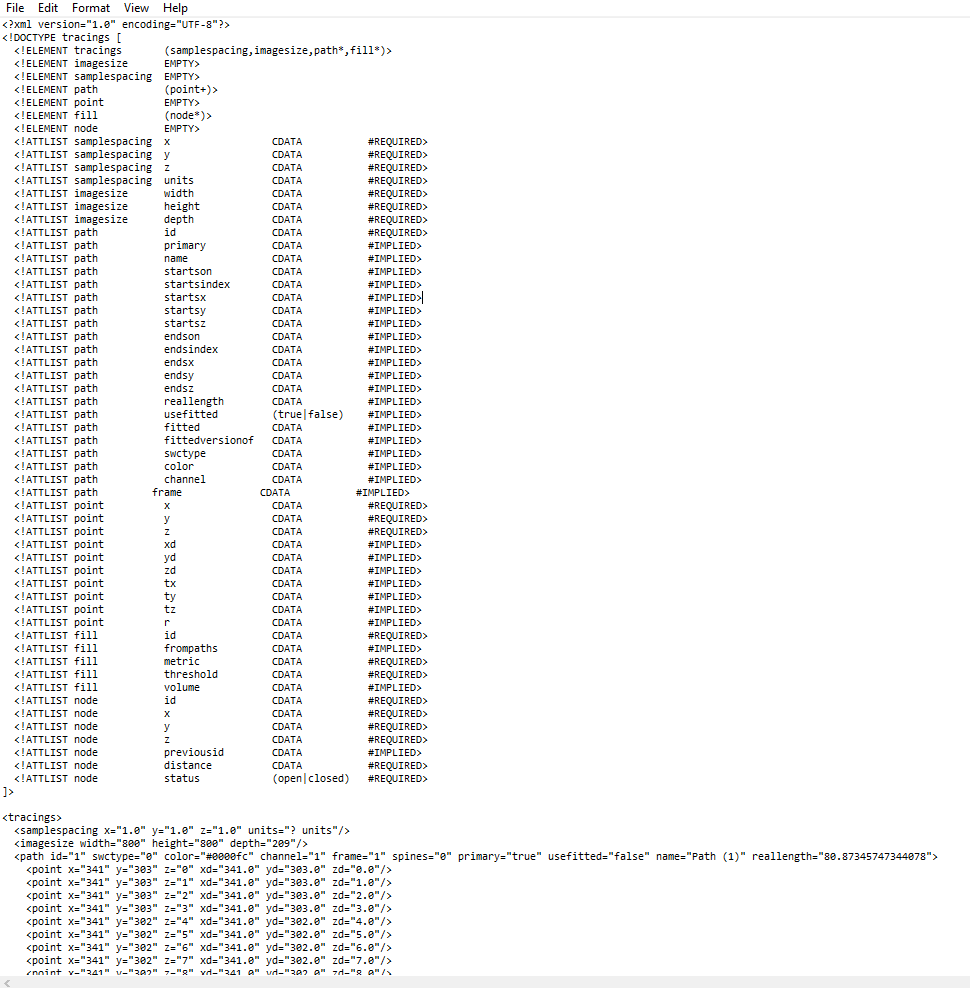 File Edit Format View Help
<?xml version="1.0" encoding="UTF-8"?>
<!DOCTYPE tracings [
  <!ELEMENT tracings       (samplespacing,imagesize,path*,fill*)>
  <!ELEMENT imagesize      EMPTY>
  <!ELEMENT samplespacing  EMPTY>
  <!ELEMENT path           (point+)>
  <!ELEMENT point          EMPTY>
  <!ELEMENT fill           (node*)>
  <!ELEMENT node           EMPTY>
  <!ATTLIST samplespacing  x                 CDATA           #REQUIRED>
  <!ATTLIST samplespacing  y                 CDATA           #REQUIRED>
  <!ATTLIST samplespacing  z                 CDATA           #REQUIRED>
  <!ATTLIST samplespacing  units             CDATA           #REQUIRED>
  <!ATTLIST imagesize      width             CDATA           #REQUIRED>
  <!ATTLIST imagesize      height            CDATA           #REQUIRED>
  <!ATTLIST imagesize      depth             CDATA           #REQUIRED>
  <!ATTLIST path           id                CDATA           #REQUIRED>
  <!ATTLIST path           primary           CDATA           #IMPLIED>
  <!ATTLIST path           name              CDATA           #IMPLIED>
  <!ATTLIST path           startson          CDATA           #IMPLIED>
  <!ATTLIST path           startsindex       CDATA           #IMPLIED>
  <!ATTLIST path           startsx           CDATA           #IMPLIED>
  <!ATTLIST path           startsy           CDATA           #IMPLIED>
  <!ATTLIST path           startsz           CDATA           #IMPLIED>
  <!ATTLIST path           endson            CDATA           #IMPLIED>
  <!ATTLIST path           endsindex         CDATA           #IMPLIED>
  <!ATTLIST path           endsx             CDATA           #IMPLIED>
  <!ATTLIST path           endsy             CDATA           #IMPLIED>
  <!ATTLIST path           endsz             CDATA           #IMPLIED>
  <!ATTLIST path           reallength        CDATA           #IMPLIED>
  <!ATTLIST path           usefitted         (true|false)    #IMPLIED>
  <!ATTLIST path           fitted            CDATA           #IMPLIED>
  <!ATTLIST path           fittedversionof   CDATA           #IMPLIED>
  <!ATTLIST path           swctype           CDATA           #IMPLIED>
  <!ATTLIST path           color             CDATA           #IMPLIED>
  <!ATTLIST path           channel           CDATA           #IMPLIED>
  <!ATTLIST path         frame             CDATA           #IMPLIED>
  <!ATTLIST point          x                 CDATA           #REQUIRED>
  <!ATTLIST point          y                 CDATA           #REQUIRED>
  <!ATTLIST point          z                 CDATA           #REQUIRED>
  <!ATTLIST point          xd                CDATA           #IMPLIED>
  <!ATTLIST point          yd                CDATA           #IMPLIED>
  <!ATTLIST point          zd                CDATA           #IMPLIED>
  <!ATTLIST point          tx                CDATA           #IMPLIED>
  <!ATTLIST point          ty                CDATA           #IMPLIED>
  <!ATTLIST point          tz                CDATA           #IMPLIED>
  <!ATTLIST point          r                 CDATA           #IMPLIED>
  <!ATTLIST fill           id                CDATA           #REQUIRED>
  <!ATTLIST fill           frompaths         CDATA           #IMPLIED>
  <!ATTLIST fill           metric            CDATA           #REQUIRED>
  <!ATTLIST fill           threshold         CDATA           #REQUIRED>
  <!ATTLIST fill           volume            CDATA           #IMPLIED>
  <!ATTLIST node           id                CDATA           #REQUIRED>
  <!ATTLIST node           x                 CDATA           #REQUIRED>
  <!ATTLIST node           y                 CDATA           #REQUIRED>
  <!ATTLIST node           z                 CDATA           #REQUIRED>
  <!ATTLIST node           previousid        CDATA           #IMPLIED>
  <!ATTLIST node           distance          CDATA           #REQUIRED>
  <!ATTLIST node           status            (open|closed)   #REQUIRED>
]>
<tracings>
  <samplespacing x="1.0" y="1.0" z="1.0" units="? units"/>
  <imagesize width="800" height="800" depth="209"/>
  <path id="1" swctype="0" color="#0000fc" channel="1" frame="1" spines="0" primary="true" usefitted="false" name="Path (1)" reallength="80.87345747344078">
    <point x="341" y="303" z="0" xd="341.0" yd="303.0" zd="0.0"/>
    <point x="341" y="303" z="1" xd="341.0" yd="303.0" zd="1.0"/>
    <point x="341" y="303" z="2" xd="341.0" yd="303.0" zd="2.0"/>
    <point x="341" y="303" z="3" xd="341.0" yd="303.0" zd="3.0"/>
    <point x="341" y="302" z="4" xd="341.0" yd="302.0" zd="4.0"/>
    <point x="341" y="302" z="5" xd="341.0" yd="302.0" zd="5.0"/>
    <point x="341" y="302" z="6" xd="341.0" yd="302.0" zd="6.0"/>
    <point x="341" y="302" z="7" xd="341.0" yd="302.0" zd="7.0"/>
    <point x="341" y="302" z="8" xd="341.0" yd="302.0" zd="8.0"/>